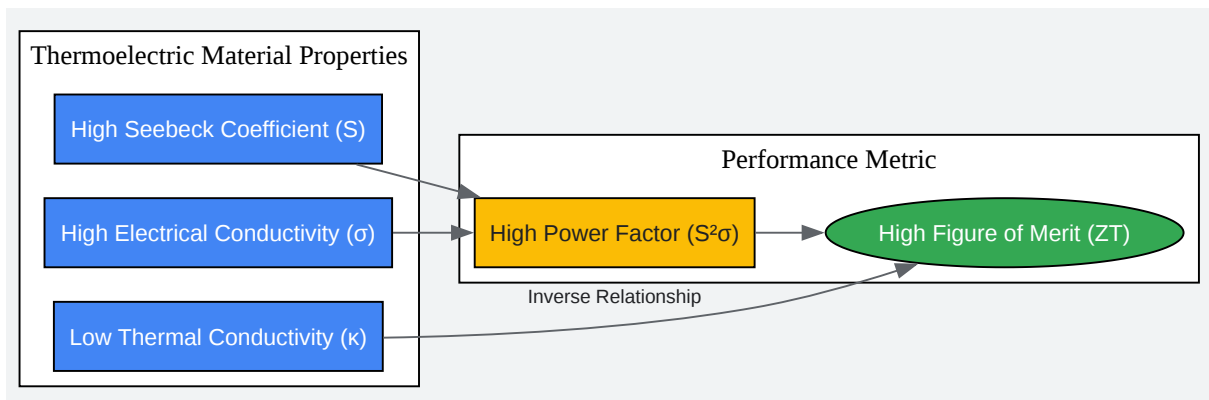 Thermoelectric Material Properties
High Seebeck Coefficient (S)
High Electrical Conductivity (σ)
Low Thermal Conductivity (κ)
Performance Metric
High Power Factor (S²σ)
High Figure of Merit (ZT)
Inverse Relationship